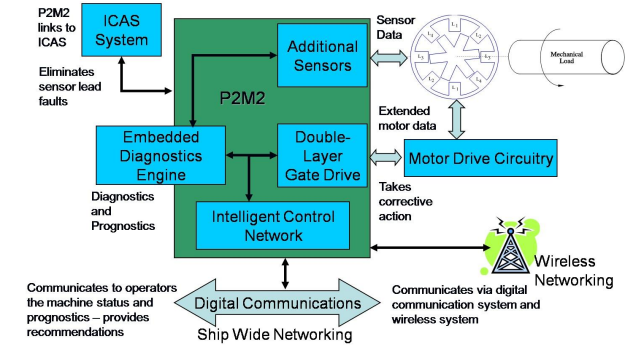 P2M2
links to
ICAS
ICAS
System
Eliminates
sensor lead
faults
P2M2
Additional
Sensors
Sensor
Data
Mechanical
Load
Extended
motor data
Embedded
Diagnostics
Engine
Double-
Layer
Gate Drive
Motor Drive Circuitry
Diagnostics
and
Prognostics
Takes
corrective
action
Intelligent Control
Network
Wireless
Networking
Communicates to operators
the machine status and
prognostics – provides
recommendations
Digital Communications
Ship Wide Networking
Communicates via digital
communication system and
wireless system